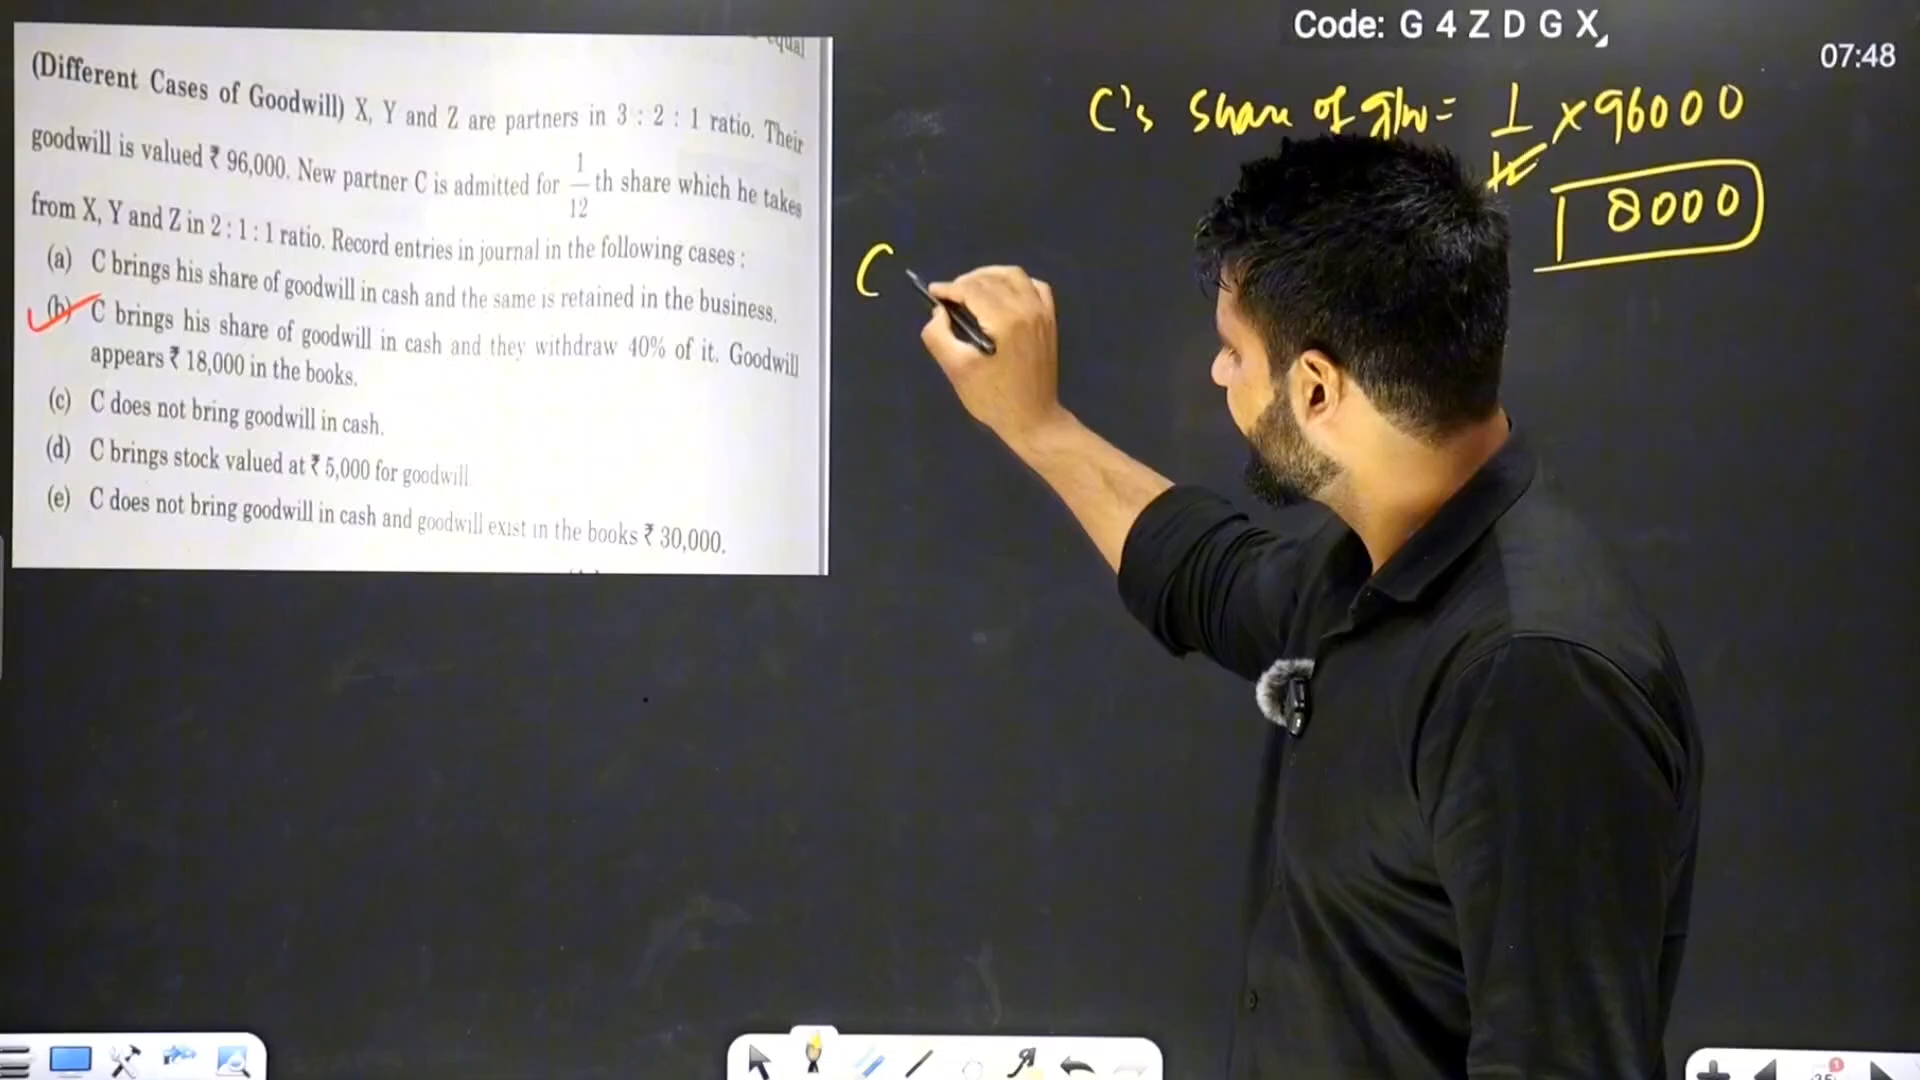 Code: G 4 Z D G X
07:48
equal
(Different Cases of Goodwill) X, Y and Z are partners in 3 : 2 : 1 ratio. Their
goodwill is valued ₹ 96,000. New partner C is admitted for 1/12 th share which he takes
from X, Y and Z in 2 : 1 : 1 ratio. Record entries in journal in the following cases :
(a) C brings his share of goodwill in cash and the same is retained in the business.
(b) C brings his share of goodwill in cash and they withdraw 40% of it. Goodwill
appears ₹ 18,000 in the books.
(c) C does not bring goodwill in cash.
(d) C brings stock valued at ₹ 5,000 for goodwill
(e) C does not bring goodwill in cash and goodwill exist in the books ₹ 30,000.
C's share of g/w = 1/12 × 96000
8000
C